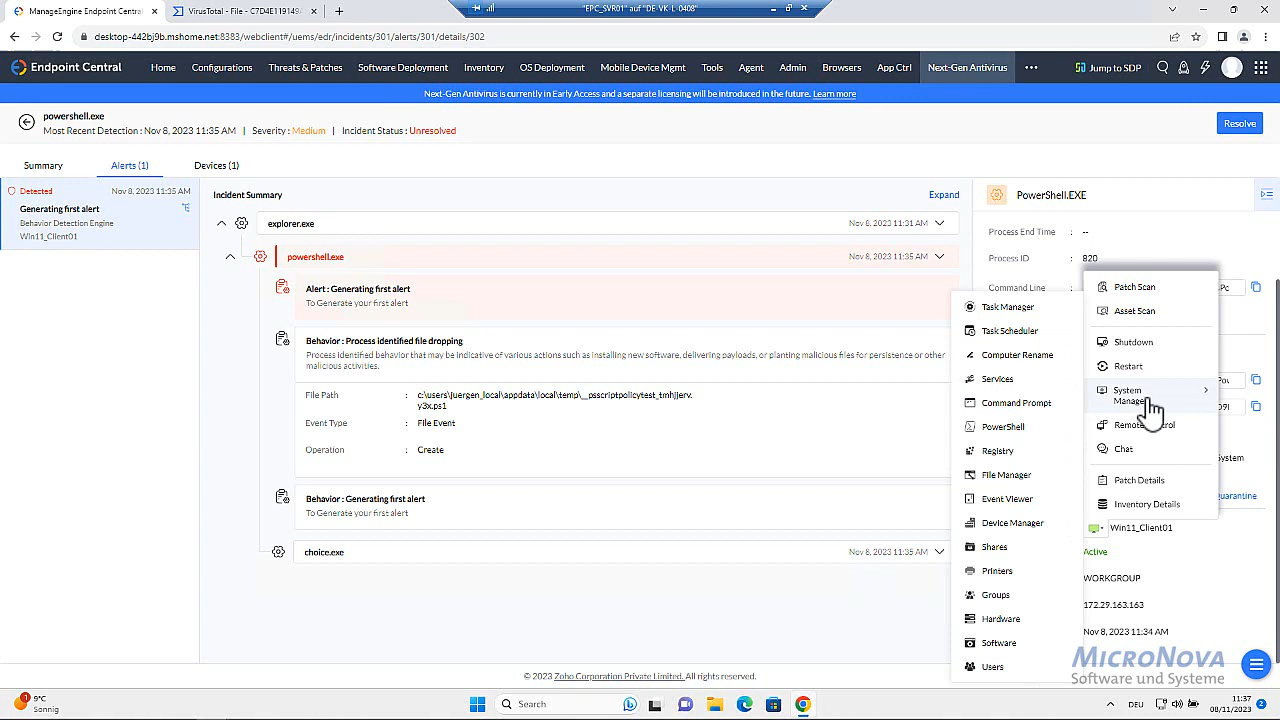 ManageEngine Endpoint Central
VirusTotal - File - C7D4E119149
"EPC_SVR01" auf "DE-VK-L-0408"
desktop-442bj9b.mshome.net:8383/webclient#/uems/edr/incidents/301/alerts/301/details/302
Endpoint Central
Home
Configurations
Threats & Patches
Software Deployment
Inventory
OS Deployment
Mobile Device Mgmt
Tools
Agent
Admin
Browsers
App Ctrl
Next-Gen Antivirus
Jump to SDP
Next-Gen Antivirus is currently in Early Access and a separate licensing will be introduced in the future. Learn more
powershell.exe
Most Recent Detection : Nov 8, 2023 11:35 AM | Severity : Medium | Incident Status : Unresolved
Resolve
Summary
Alerts (1)
Devices (1)
Detected
Nov 8, 2023 11:35 AM
Generating first alert
Behavior Detection Engine
Win11_Client01
Incident Summary
Expand
explorer.exe
Nov 8, 2023 11:31 AM
powershell.exe
Nov 8, 2023 11:35 AM
Alert : Generating first alert
To Generate your first alert
Behavior : Process identified file dropping
Process Identified behavior that may be indicative of various actions such as installing new software, delivering payloads, or planting malicious files for persistence or other
malicious activities.
File Path : c:\users\juergen_local\appdata\local\temp\__psscriptpolicytest_tmhjjerv.
y3x.ps1
Event Type : File Event
Operation : Create
Behavior : Generating first alert
To Generate your first alert
choice.exe
Nov 8, 2023 11:35 AM
PowerShell.EXE
Process End Time : --
Process ID : 820
Command Line :
Task Manager
Task Scheduler
Computer Rename
Services
Command Prompt
PowerShell
Registry
File Manager
Event Viewer
Device Manager
Shares
Printers
Groups
Hardware
Software
Users
Patch Scan
Asset Scan
Shutdown
Restart
System
Manage
Chat
Patch Details
Inventory Details
System
uarantine
Win11_Client01
Active
WORKGROUP
172.29.163.163
Nov 8, 2023 11:34 AM
MICRONOVA
Software und Systeme
Zoho Corporation Private Limited. All rights reserved.
9°C
Sonnig
Search
DEU
11:37
08/11/2023
2